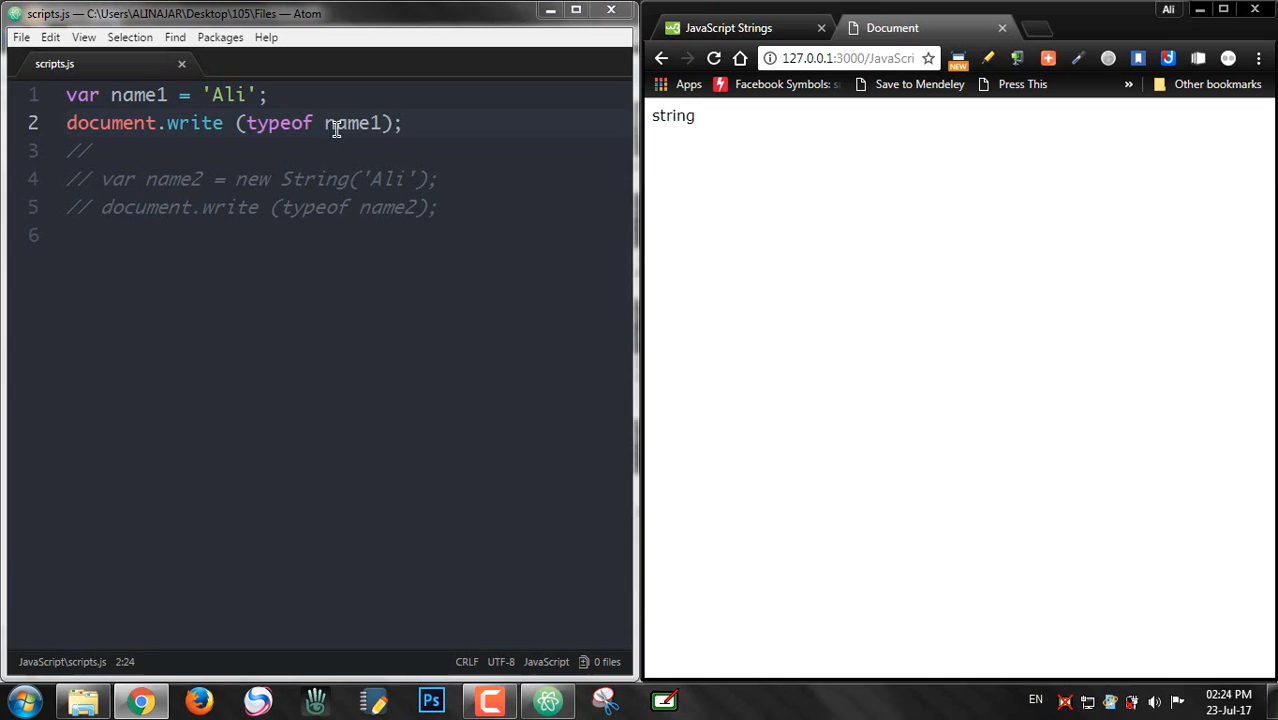 scripts.js — C:\Users\ALINAJAR\Desktop\105\Files — Atom
File Edit View Selection Find Packages Help
scripts.js
1 var name1 = 'Ali';
2 document.write (typeof name1);
3 //
4 // var name2 = new String('Ali');
5 // document.write (typeof name2);
6
JavaScript\scripts.js 2:24
CRLF UTF-8 JavaScript 0 files
JavaScript Strings
Document
Ali
127.0.0.1:3000/JavaScri
NEW
Apps Facebook Symbols: Save to Mendeley Press This » Other bookmarks
string
Ps
EN
02:24 PM
23-Jul-17